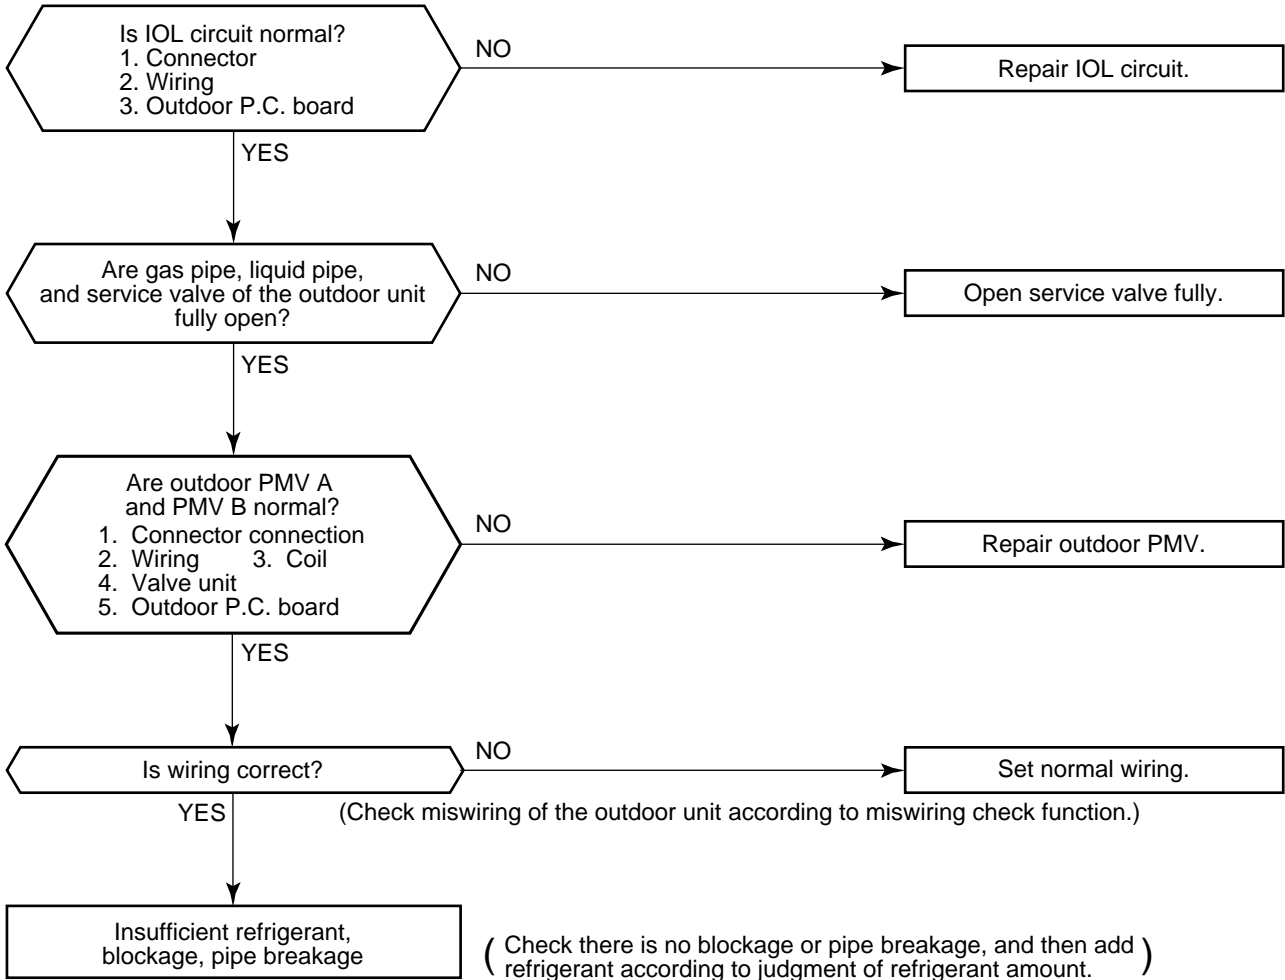 Is IOL circuit normal?
1. Connector
2. Wiring
3. Outdoor P.C. board
NO
Repair IOL circuit.
YES
Are gas pipe, liquid pipe,
and service valve of the outdoor unit
fully open?
NO
Open service valve fully.
YES
Are outdoor PMV A
and PMV B normal?
1. Connector connection
2. Wiring 3. Coil
4. Valve unit
5. Outdoor P.C. board
NO
Repair outdoor PMV.
YES
Is wiring correct?
NO
Set normal wiring.
YES
(Check miswiring of the outdoor unit according to miswiring check function.)
Insufficient refrigerant,
blockage, pipe breakage
( Check there is no blockage or pipe breakage, and then add
refrigerant according to judgment of refrigerant amount. )